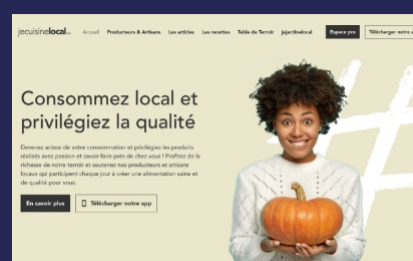 jecuisinelocal
Accueil Producteurs & Artisans Les articles Les recettes Table de Terroir jejardinelocal Espace pro Télécharger notre a
Consommez local et
privilégiez la qualité
Devenez acteur de votre consommation et privilégiez les produits
réalisés avec passion et savoir-faire près de chez vous ! Profitez de la
richesse de notre terroir et soutenez nos producteurs et artisans
locaux qui participent chaque jour à créer une alimentation saine et
de qualité pour vous.
En savoir plus Télécharger notre app